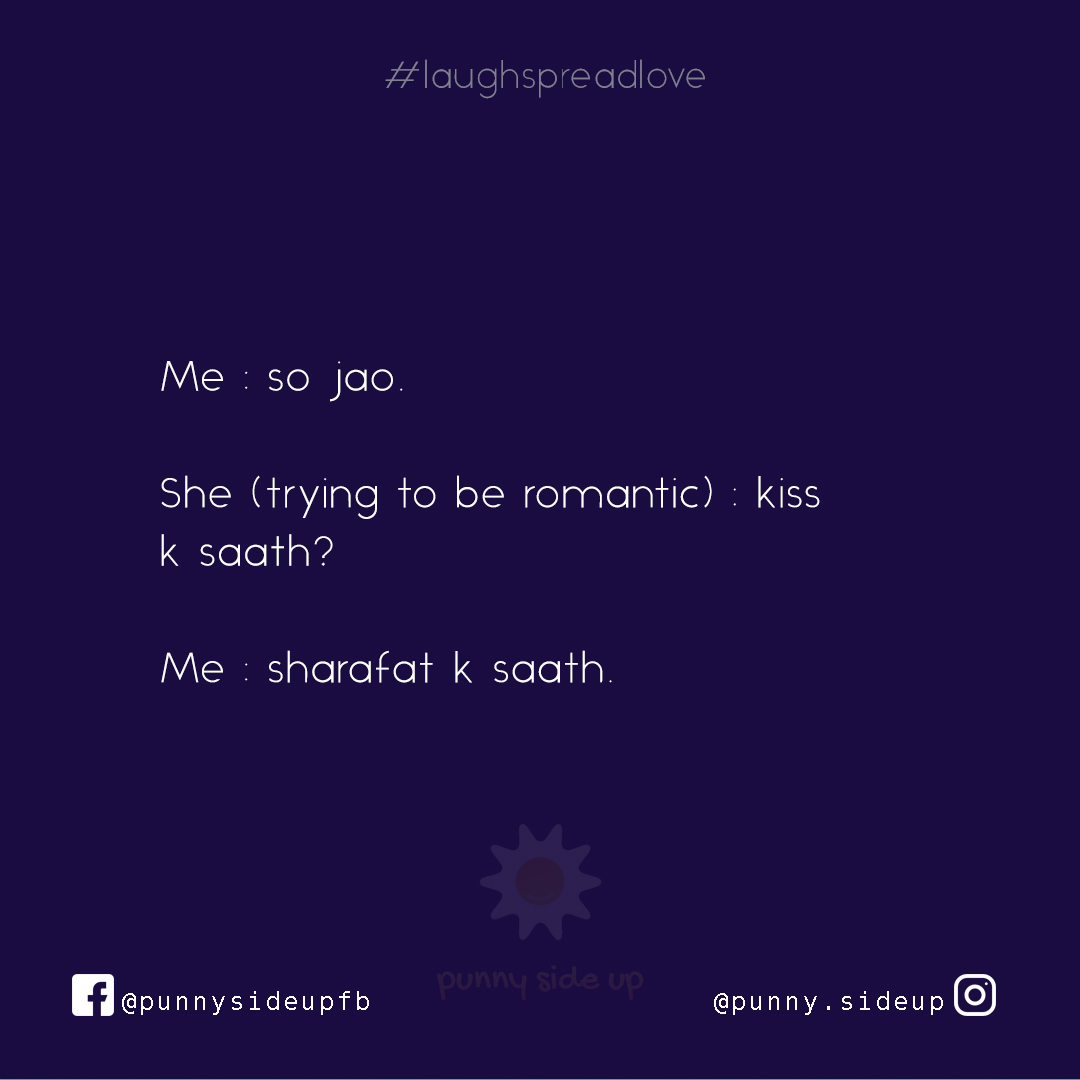 #laughspreadlove
Me : so jao.
She (trying to be romantic) : kiss
k saath?
Me : sharafat k saath.
punny side up
@punnysideupfb
@punny.sideup